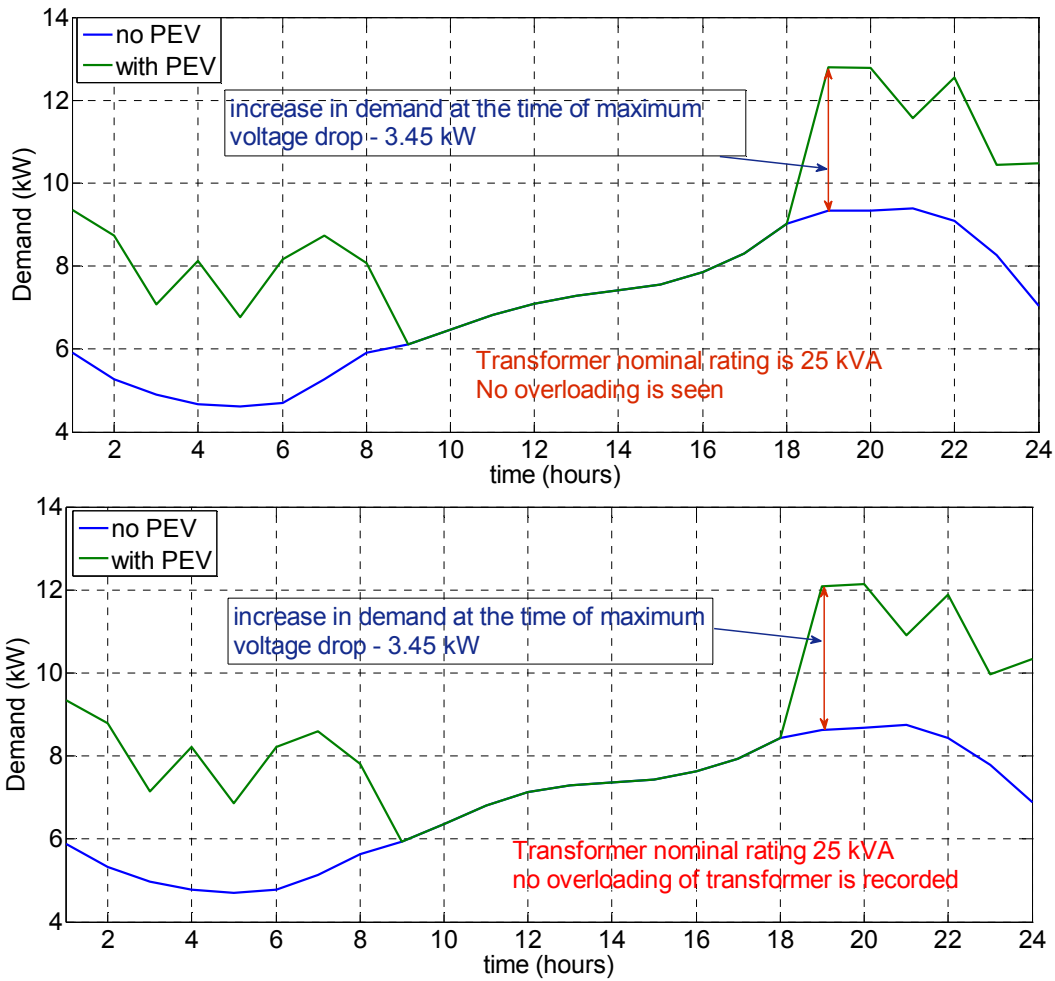 14
no PEV
with PEV
12
increase in demand at the time of maximum
voltage drop - 3.45 kW
10
Demand (kW)
8
6
Transformer nominal rating is 25 kVA
No overloading is seen
4
2 4 6 8 10 12 14 16 18 20 22 24
time (hours)
14
no PEV
with PEV
12
increase in demand at the time of maximum
voltage drop - 3.45 kW
10
Demand (kW)
8
6
Transformer nominal rating 25 kVA
no overloading of transformer is recorded
4
2 4 6 8 10 12 14 16 18 20 22 24
time (hours)